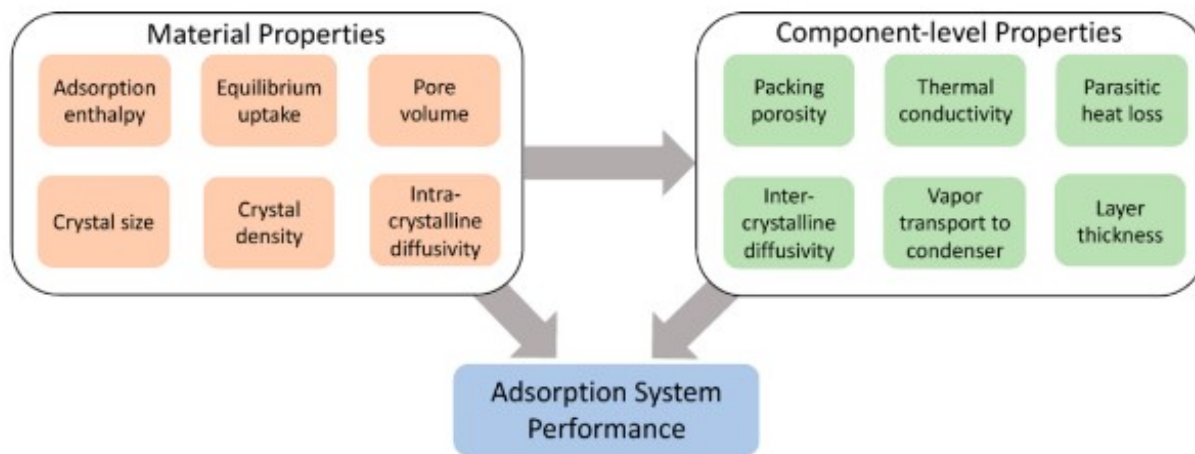 Material Properties
Adsorption
enthalpy
Equilibrium
uptake
Pore
volume
Crystal size
Crystal
density
Intra-
crystalline
diffusivity
Component-level Properties
Packing
porosity
Thermal
conductivity
Parasitic
heat loss
Inter-
crystalline
diffusivity
Vapor
transport to
condenser
Layer
thickness
Adsorption System
Performance